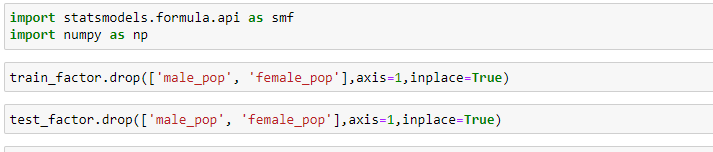 import statsmodels.formula.api as smf
import numpy as np
train_factor.drop(['male_pop', 'female_pop'],axis=1,inplace=True)
test_factor.drop(['male_pop', 'female_pop'],axis=1,inplace=True)